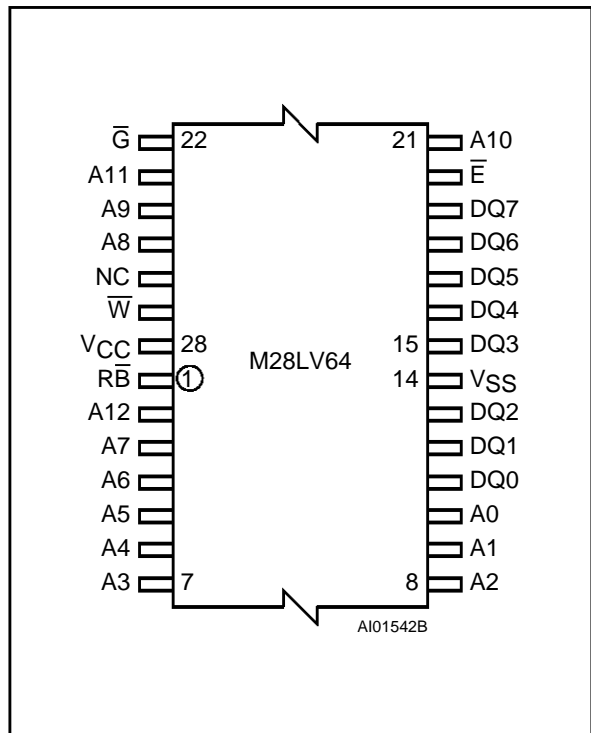 G̅ 22 21 A10
A11 E̅
A9 DQ7
A8 DQ6
NC DQ5
W̅ DQ4
VCC 28 15 DQ3
M28LV64
RB̅ 1 14 VSS
A12 DQ2
A7 DQ1
A6 DQ0
A5 A0
A4 A1
A3 7 8 A2
AI01542B